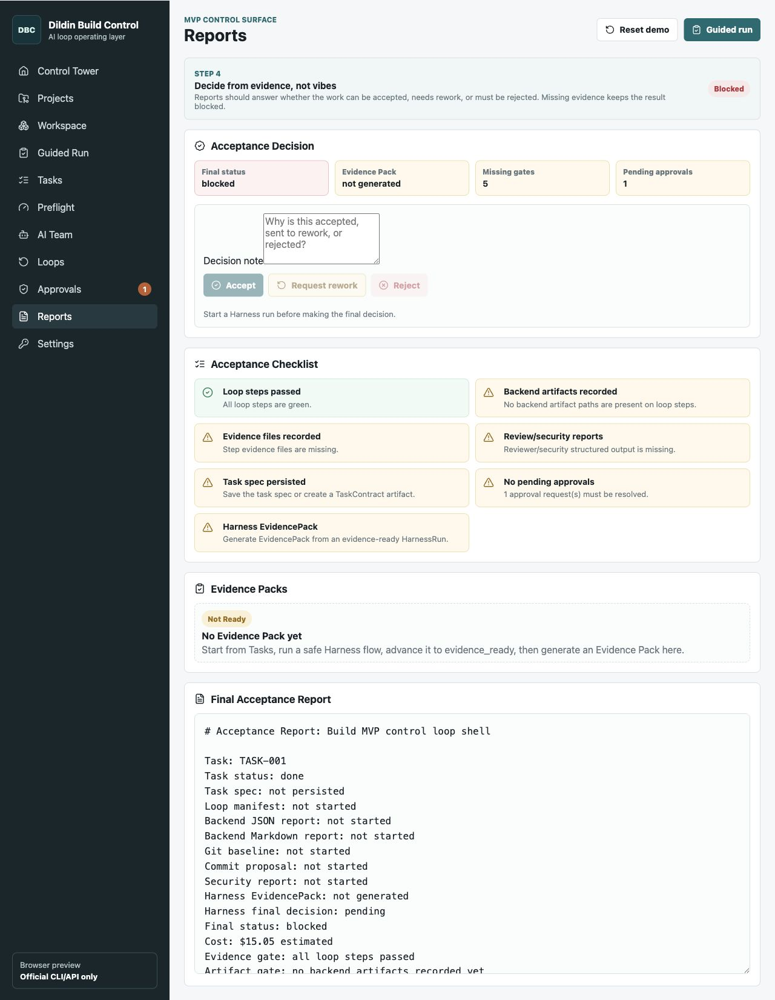 DBC
Dildin Build Control
AI loop operating layer
Control Tower
Projects
Workspace
Guided Run
Tasks
Preflight
AI Team
Loops
Approvals
1
Reports
Settings
Browser preview
Official CLI/API only
MVP CONTROL SURFACE
Reports
Reset demo
Guided run
STEP 4
Decide from evidence, not vibes
Reports should answer whether the work can be accepted, needs rework, or must be rejected. Missing evidence keeps the result
blocked.
Blocked
Acceptance Decision
Final status
blocked
Evidence Pack
not generated
Missing gates
5
Pending approvals
1
Decision note
Why is this accepted,
sent to rework, or
rejected?
Accept
Request rework
Reject
Start a Harness run before making the final decision.
Acceptance Checklist
Loop steps passed
All loop steps are green.
Backend artifacts recorded
No backend artifact paths are present on loop steps.
Evidence files recorded
Step evidence files are missing.
Review/security reports
Reviewer/security structured output is missing.
Task spec persisted
Save the task spec or create a TaskContract artifact.
No pending approvals
1 approval request(s) must be resolved.
Harness EvidencePack
Generate EvidencePack from an evidence-ready HarnessRun.
Evidence Packs
Not Ready
No Evidence Pack yet
Start from Tasks, run a safe Harness flow, advance it to evidence_ready, then generate an Evidence Pack here.
Final Acceptance Report
# Acceptance Report: Build MVP control loop shell
Task: TASK-001
Task status: done
Task spec: not persisted
Loop manifest: not started
Backend JSON report: not started
Backend Markdown report: not started
Git baseline: not started
Commit proposal: not started
Security report: not started
Harness EvidencePack: not generated
Harness final decision: pending
Final status: blocked
Cost: $15.05 estimated
Evidence gate: all loop steps passed
Artifact gate: no backend artifacts recorded yet